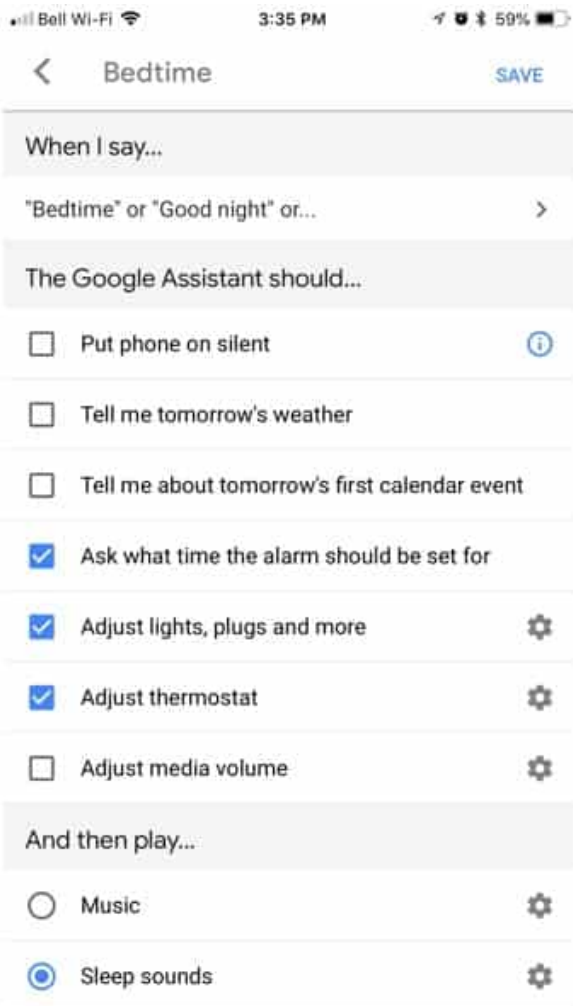 Bell Wi-Fi 3:35 PM 59%
Bedtime SAVE
When I say...
"Bedtime" or "Good night" or...
The Google Assistant should...
Put phone on silent
Tell me tomorrow's weather
Tell me about tomorrow's first calendar event
Ask what time the alarm should be set for
Adjust lights, plugs and more
Adjust thermostat
Adjust media volume
And then play...
Music
Sleep sounds